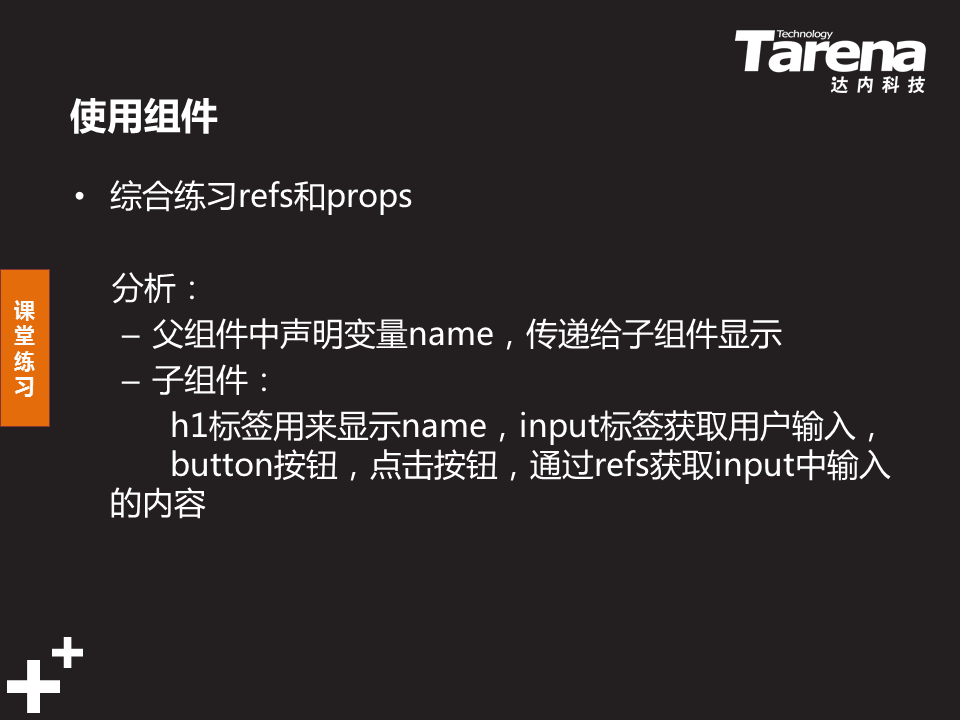 Technology
Tarena
达内科技
使用组件
• 综合练习refs和props
分析：
– 父组件中声明变量name，传递给子组件显示
– 子组件：
h1标签用来显示name，input标签获取用户输入，
button按钮，点击按钮，通过refs获取input中输入
的内容
课
堂
练
习